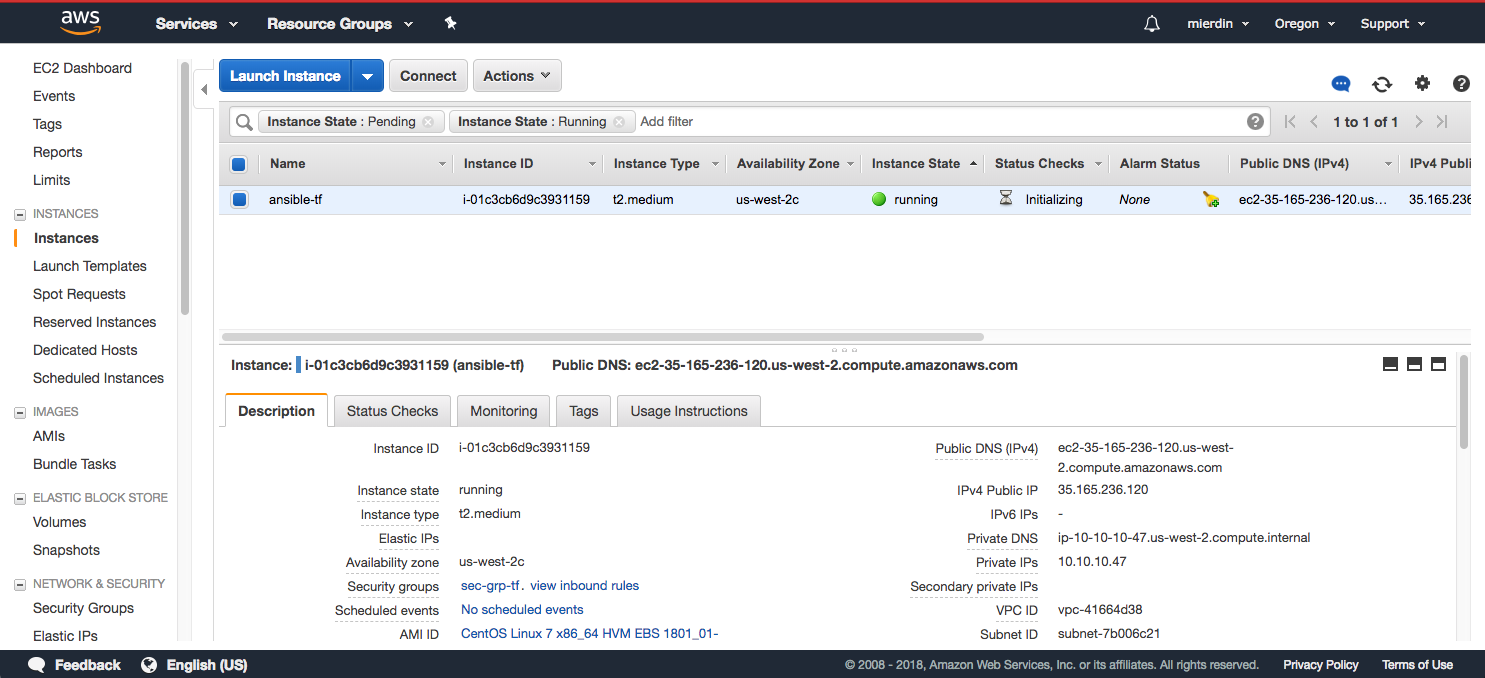 aws Services Resource Groups mierdin Oregon Support
EC2 Dashboard
Events
Tags
Reports
Limits
INSTANCES
Instances
Launch Templates
Spot Requests
Reserved Instances
Dedicated Hosts
Scheduled Instances
IMAGES
AMIs
Bundle Tasks
ELASTIC BLOCK STORE
Volumes
Snapshots
NETWORK & SECURITY
Security Groups
Elastic IPs
Launch Instance Connect Actions
Instance State : Pending Instance State : Running Add filter 1 to 1 of 1
Name Instance ID Instance Type Availability Zone Instance State Status Checks Alarm Status Public DNS (IPv4) IPv4 Publi
ansible-tf i-01c3cb6d9c3931159 t2.medium us-west-2c running Initializing None ec2-35-165-236-120.us... 35.165.236
Instance: i-01c3cb6d9c3931159 (ansible-tf) Public DNS: ec2-35-165-236-120.us-west-2.compute.amazonaws.com
Description Status Checks Monitoring Tags Usage Instructions
Instance ID i-01c3cb6d9c3931159
Instance state running
Instance type t2.medium
Elastic IPs
Availability zone us-west-2c
Security groups sec-grp-tf. view inbound rules
Scheduled events No scheduled events
AMI ID CentOS Linux 7 x86_64 HVM EBS 1801_01-
Public DNS (IPv4) ec2-35-165-236-120.us-west-
2.compute.amazonaws.com
IPv4 Public IP 35.165.236.120
IPv6 IPs -
Private DNS ip-10-10-10-47.us-west-2.compute.internal
Private IPs 10.10.10.47
Secondary private IPs
VPC ID vpc-41664d38
Subnet ID subnet-7b006c21
Feedback English (US) © 2008 - 2018, Amazon Web Services, Inc. or its affiliates. All rights reserved. Privacy Policy Terms of Use